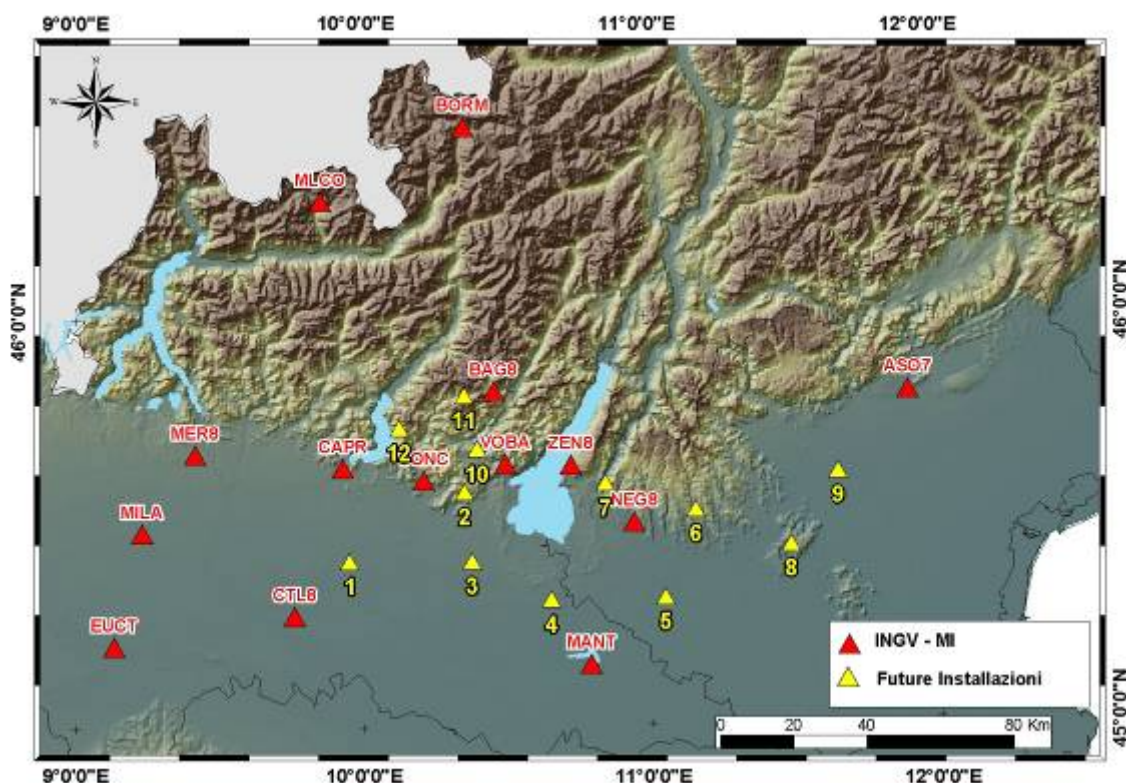 9°0'0"E 10°0'0"E 11°0'0"E 12°0'0"E
N
W E
S
BORM
MLCO
46°0'0"N 46°0'0"N
ASO7
BAG8
11
MER8 12 CAPR ONC 10 VOBA ZEN8
9
2 7 NEG8
MILA 6
8
1 3
CTL8 4 5
EUCT MANT
INGV - MI
Future Installazioni
0 20 40 80 Km
45°0'0"N
9°0'0"E 10°0'0"E 11°0'0"E 12°0'0"E